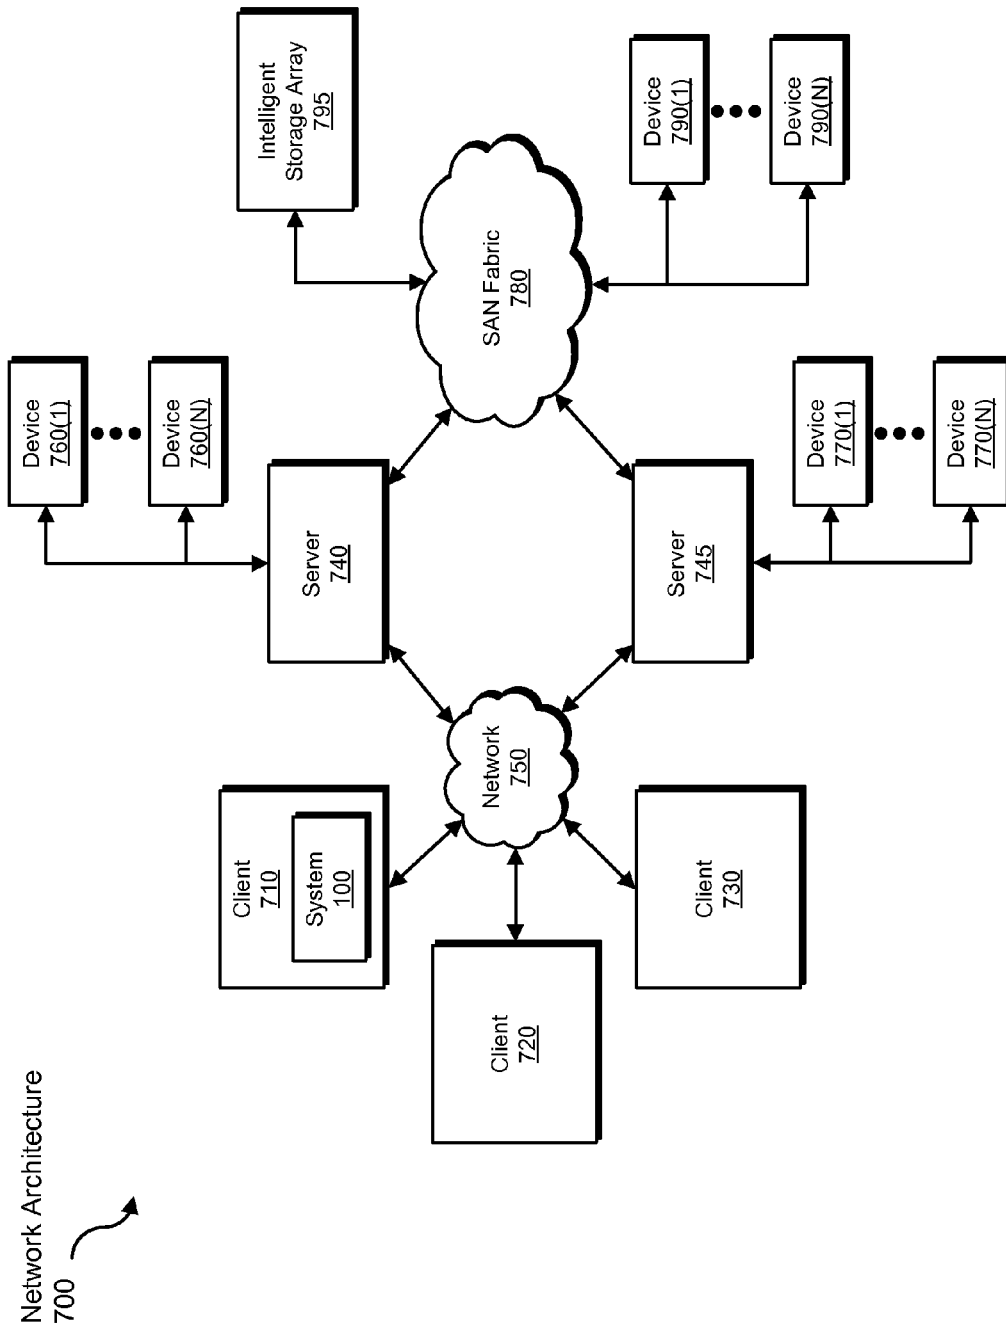 Network Architecture
700
Client
710
System
100
Client
720
Client
730
Network
750
Server
740
Server
745
Device
760(1)
Device
760(N)
Device
770(1)
Device
770(N)
SAN Fabric
780
Intelligent
Storage Array
795
Device
790(1)
Device
790(N)